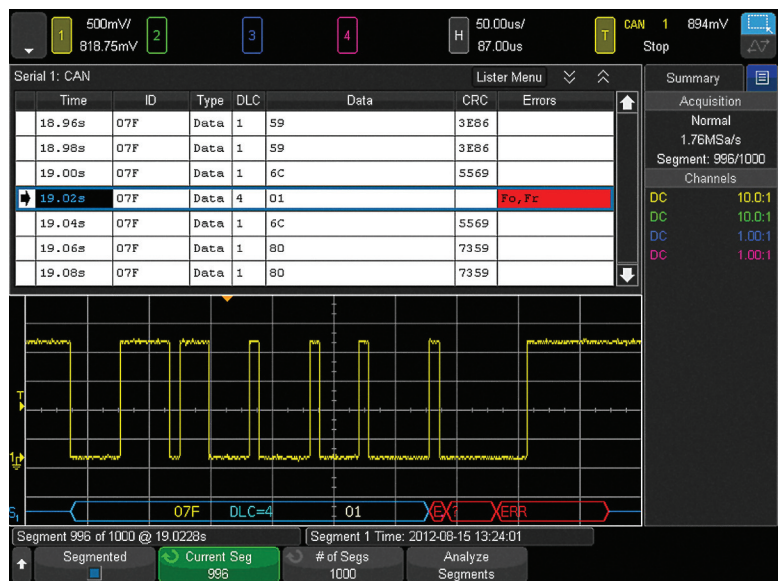 1 500mV/ 2 3 4 H 50.00us/ T CAN 1 894mV
818.75mV 87.00us Stop
Serial 1: CAN Lister Menu Summary
Time ID Type DLC Data CRC Errors
18.96s 07F Data 1 59 3E86
18.98s 07F Data 1 59 3E86
19.00s 07F Data 1 6C 5569
19.02s 07F Data 4 01 Fo,Fr
19.04s 07F Data 1 6C 5569
19.06s 07F Data 1 80 7359
19.08s 07F Data 1 80 7359
Acquisition
Normal
1.76MSa/s
Segment: 996/1000
Channels
DC 10.0:1
DC 10.0:1
DC 1.00:1
DC 1.00:1
T
1
S1 07F DLC=4 01 E ? ERR
Segment 996 of 1000 @ 19.0228s Segment 1 Time: 2012-08-15 13:24:01
Segmented Current Seg # of Segs Analyze
996 1000 Segments